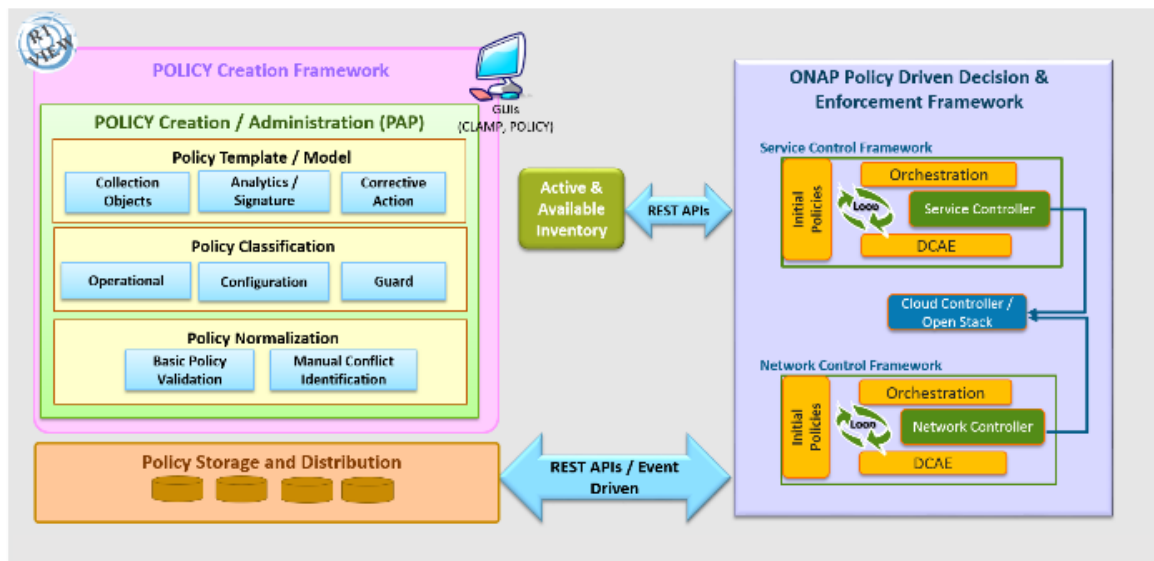 R1
VIEW
POLICY Creation Framework
GUIs
(CLAMP, POLICY)
POLICY Creation / Administration (PAP)
Policy Template / Model
Collection
Objects
Analytics /
Signature
Corrective
Action
Policy Classification
Operational
Configuration
Guard
Policy Normalization
Basic Policy
Validation
Manual Conflict
Identification
Policy Storage and Distribution
Active &
Available
Inventory
REST APIs
REST APIs / Event
Driven
ONAP Policy Driven Decision &
Enforcement Framework
Service Control Framework
Initial
Policies
Orchestration
Loop
Service Controller
DCAE
Cloud Controller /
Open Stack
Network Control Framework
Initial
Policies
Orchestration
Loop
Network Controller
DCAE